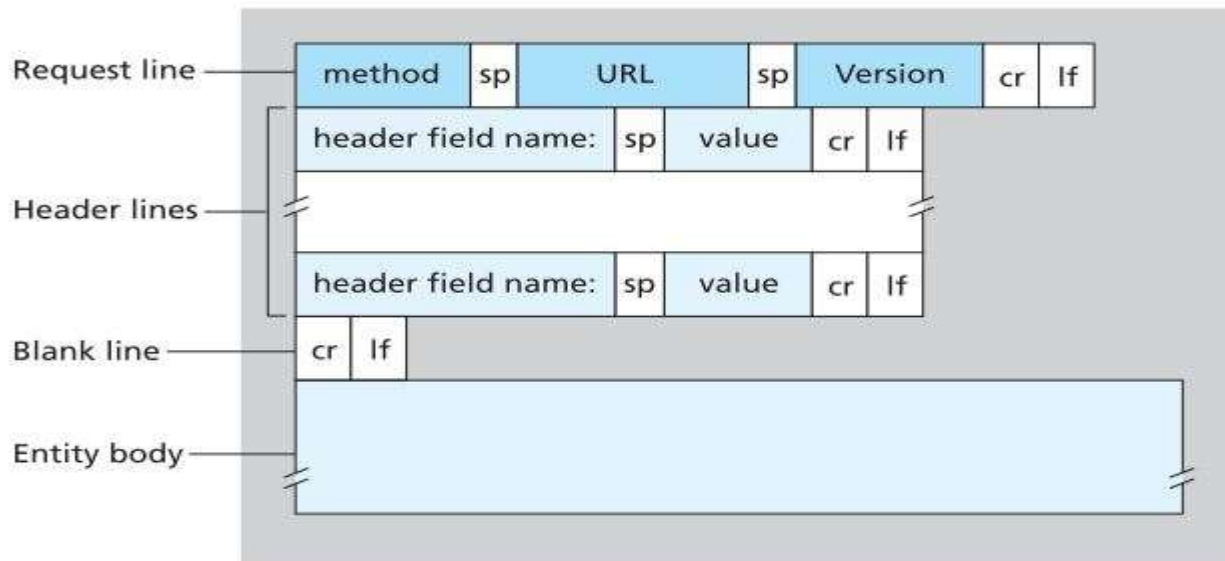 Request line method sp URL sp Version cr lf
header field name: sp value cr lf
Header lines
header field name: sp value cr lf
Blank line cr lf
Entity body